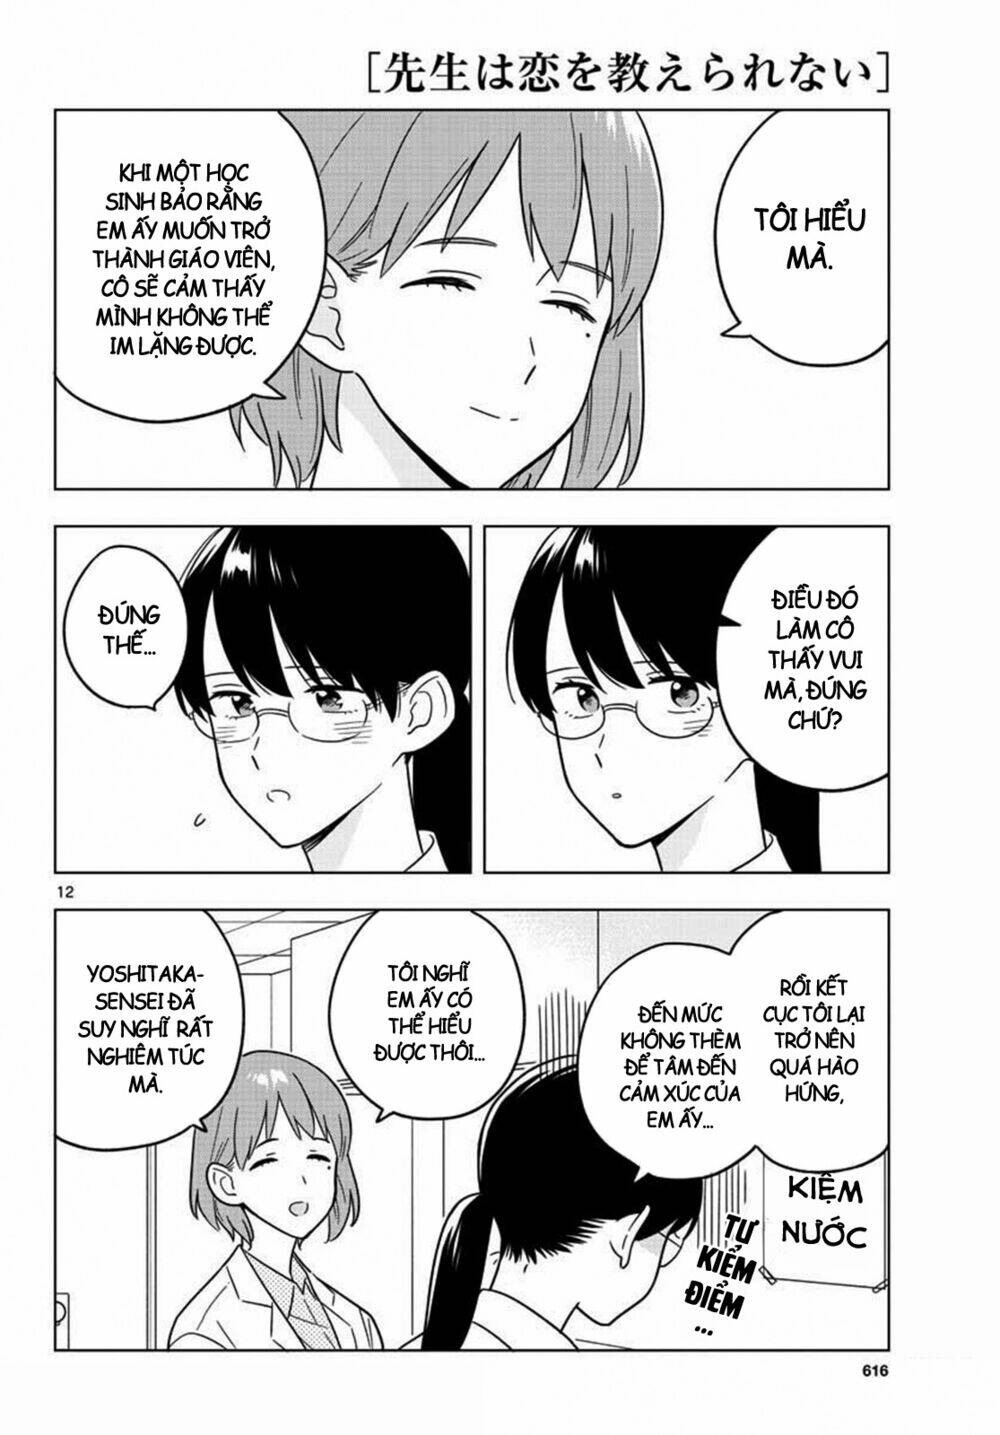 [先生は恋を教えられない]
TÔI HIỂU
MÀ.
KHI MỘT HỌC
SINH BẢO RẰNG
EM ẤY MUỐN TRỞ
THÀNH GIÁO VIÊN,
CÔ SẼ CẢM THẤY
MÌNH KHÔNG THỂ
IM LẶNG ĐƯỢC.
ĐIỀU ĐÓ
LÀM CÔ
THẤY VUI
MÀ, ĐÚNG
CHỨ?
ĐÚNG
THẾ...
12
RỒI KẾT
CỤC TÔI LẠI
TRỞ NÊN
QUÁ HÀO
HỨNG,
ĐẾN MỨC
KHÔNG THÈM
ĐỂ TÂM ĐẾN
CẢM XÚC CỦA
EM ẤY...
TÔI NGHĨ
EM ẤY CÓ
THỂ HIỂU
ĐƯỢC THÔI...
YOSHITAKA-
SENSEI ĐÃ
SUY NGHĨ RẤT
NGHIÊM TÚC
MÀ.
KIỆM
NƯỚC
TỰ
KIỂM
ĐIỂM
...
616